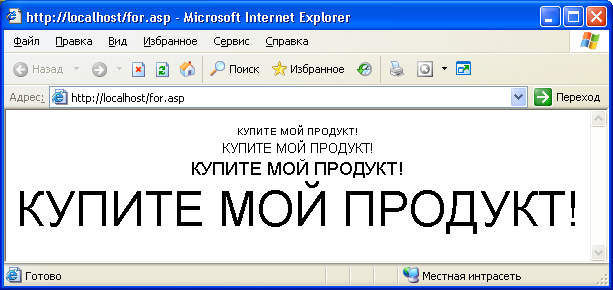 http://localhost/for.asp - Microsoft Internet Explorer
Файл Правка Вид Избранное Сервис Справка
Назад Поиск Избранное
Адрес: http://localhost/for.asp Переход
КУПИТЕ МОЙ ПРОДУКТ!
КУПИТЕ МОЙ ПРОДУКТ!
КУПИТЕ МОЙ ПРОДУКТ!
КУПИТЕ МОЙ ПРОДУКТ!
Готово Местная интрасеть